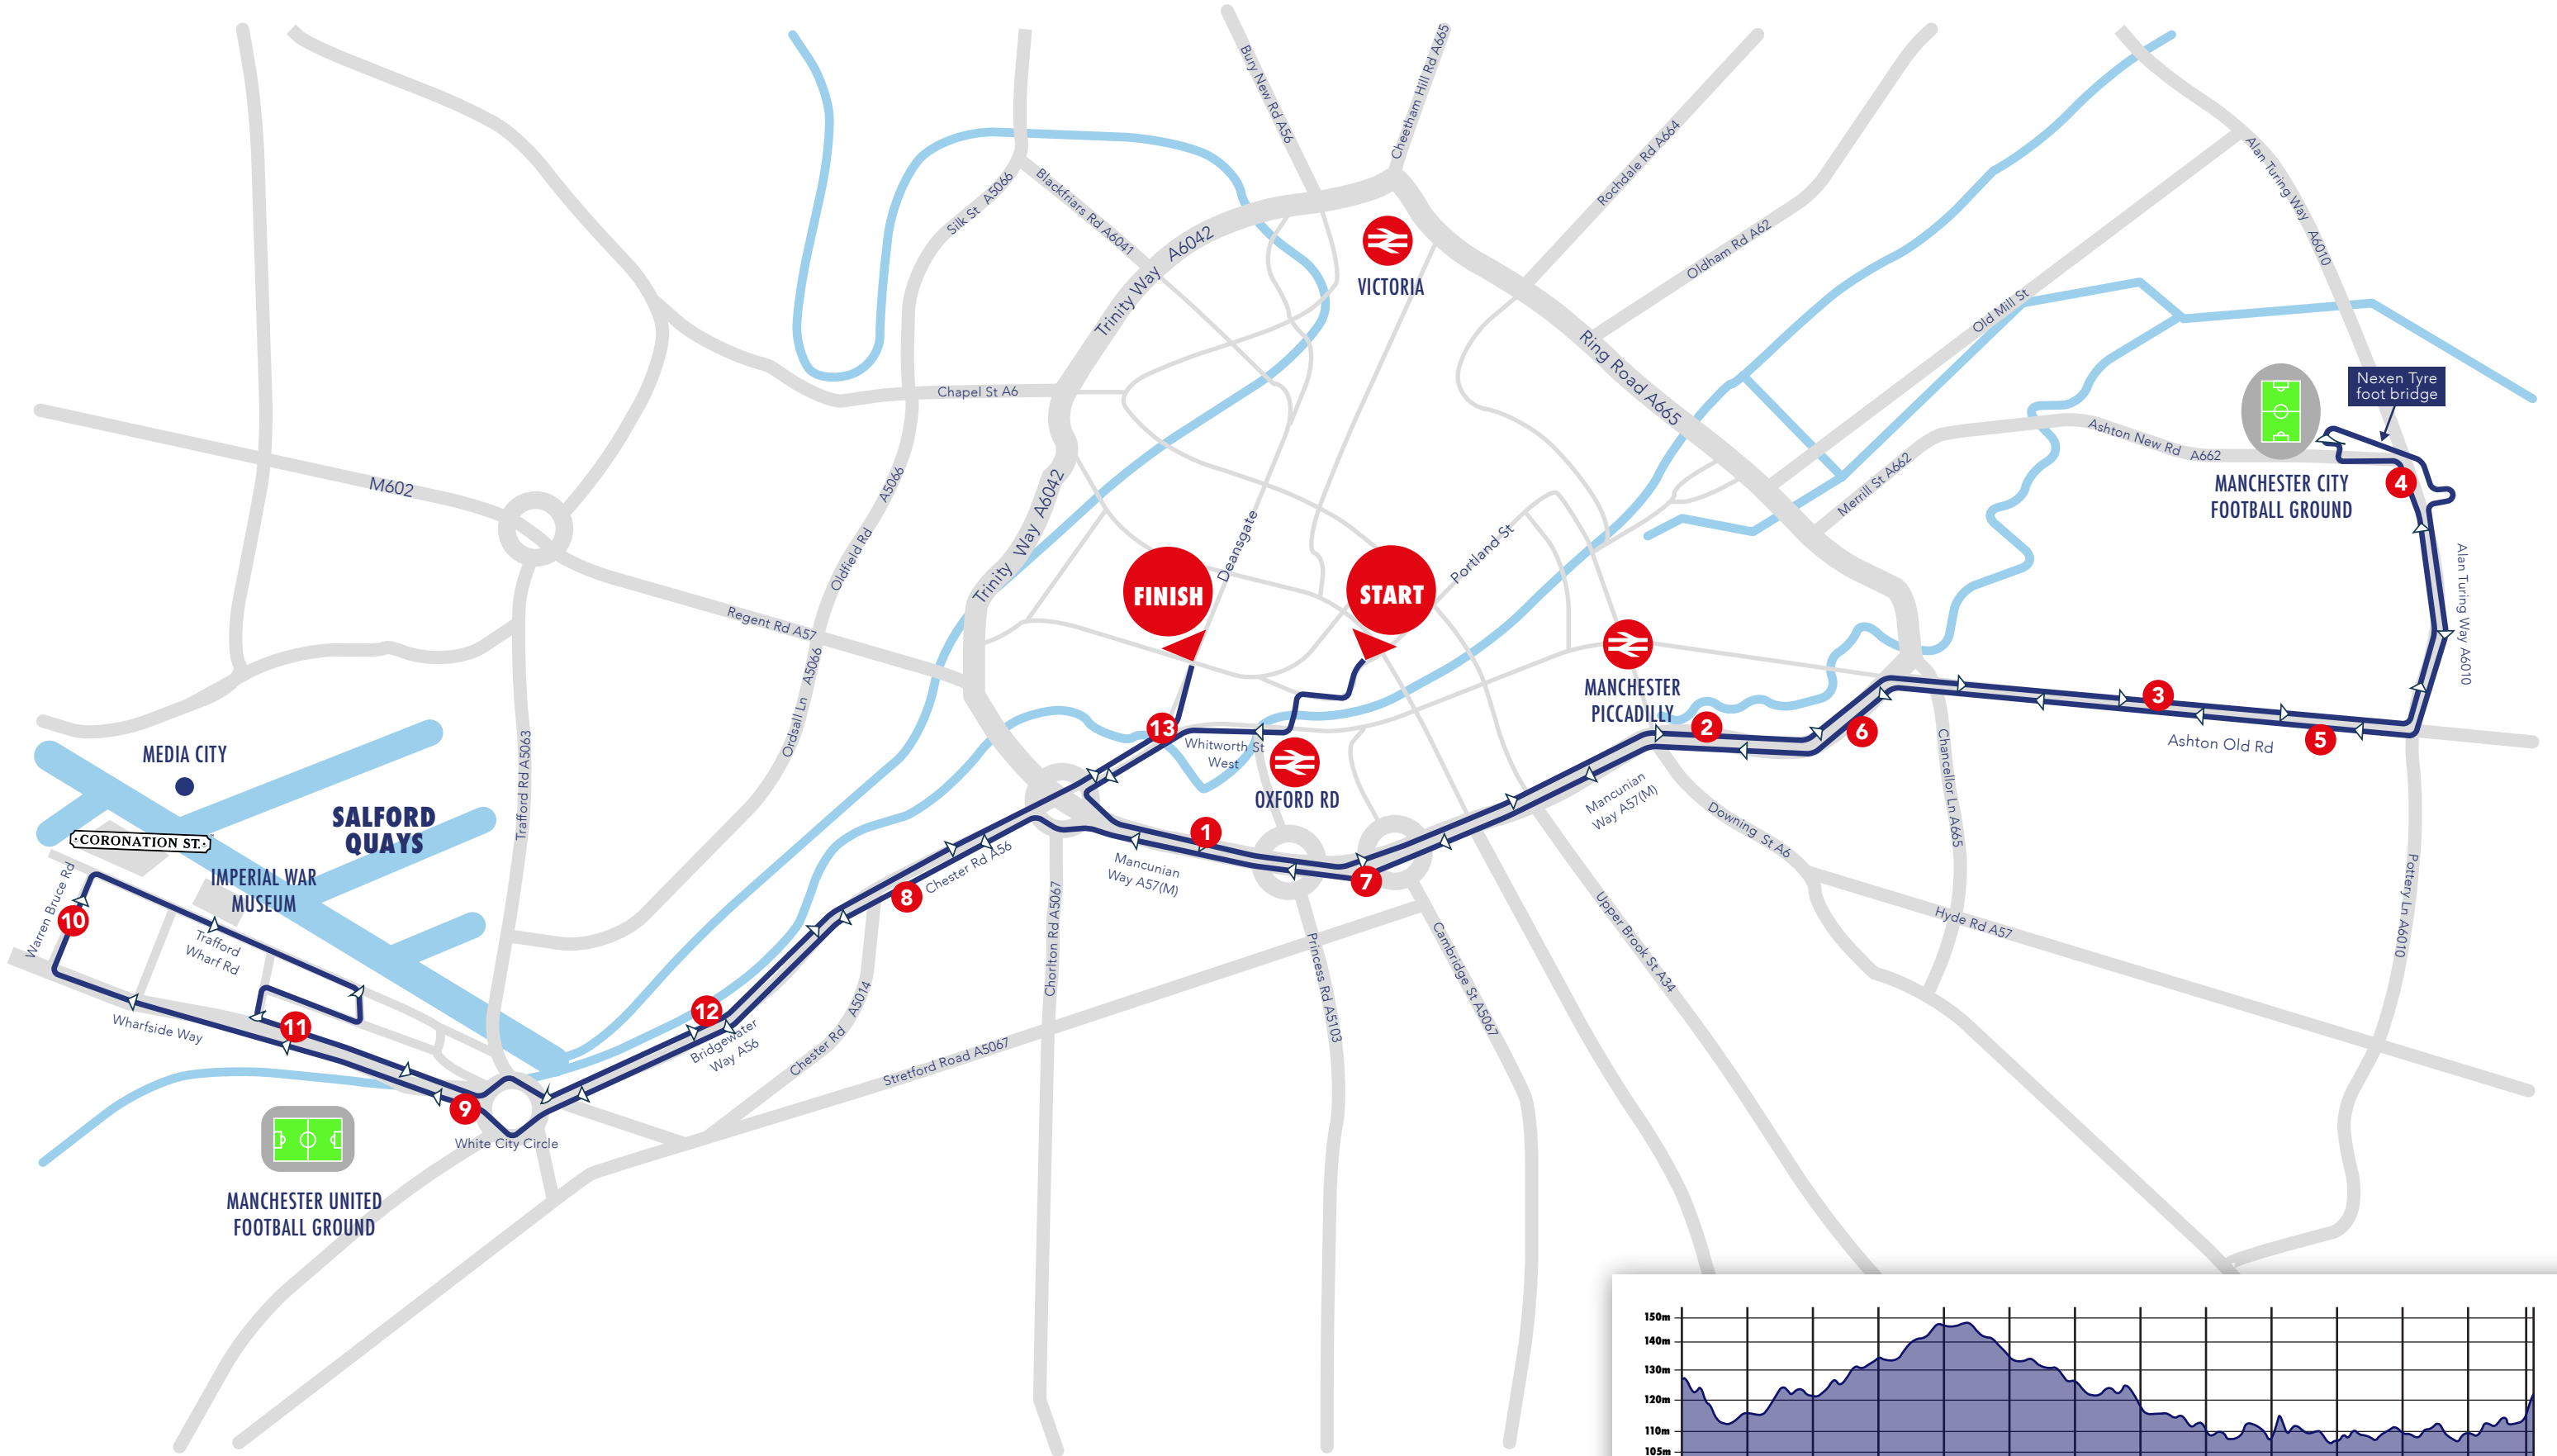 Bury New Rd A56
Cheetham Hill Rd A665
Rochdale Rd A664
Oldham Rd A62
Alan Turing Way
A6010
Silk St A5066
Blackfriars Rd A6041
Trinity Way A6042
VICTORIA
Ring Road A665
Old Mill St
Chapel St A6
Nexen Tyre
foot bridge
Ashton New Rd A662
Merrill St A662
MANCHESTER CITY
FOOTBALL GROUND
4
M602
Oldfield Rd A5066
Trinity Way A6042
Deansgate
Portland St
FINISH
START
Alan Turing Way A6010
Regent Rd A57
Ordsall Ln A5066
MANCHESTER
PICCADILLY
2
6
3
5
Ashton Old Rd
13
Whitworth St
West
OXFORD RD
MEDIA CITY
Trafford Rd A5063
SALFORD
QUAYS
CORONATION ST.
IMPERIAL WAR
MUSEUM
Mancunian
Way A57(M)
Chancellor Ln A665
Downing St A6
1
Mancunian
Way A57(M)
7
8
Chester Rd A56
Warren Bruce Rd
10
Trafford
Wharf Rd
Chorlton Rd A5067
Princess Rd A5103
Cambridge St A5067
Upper Brook St A34
Hyde Rd A57
Pottery Ln A6010
Wharfside Way
11
12
Bridgewater
Way A56
Chester Rd A5014
Stretford Road A5067
9
White City Circle
MANCHESTER UNITED
FOOTBALL GROUND
150m
140m
130m
120m
110m
105m